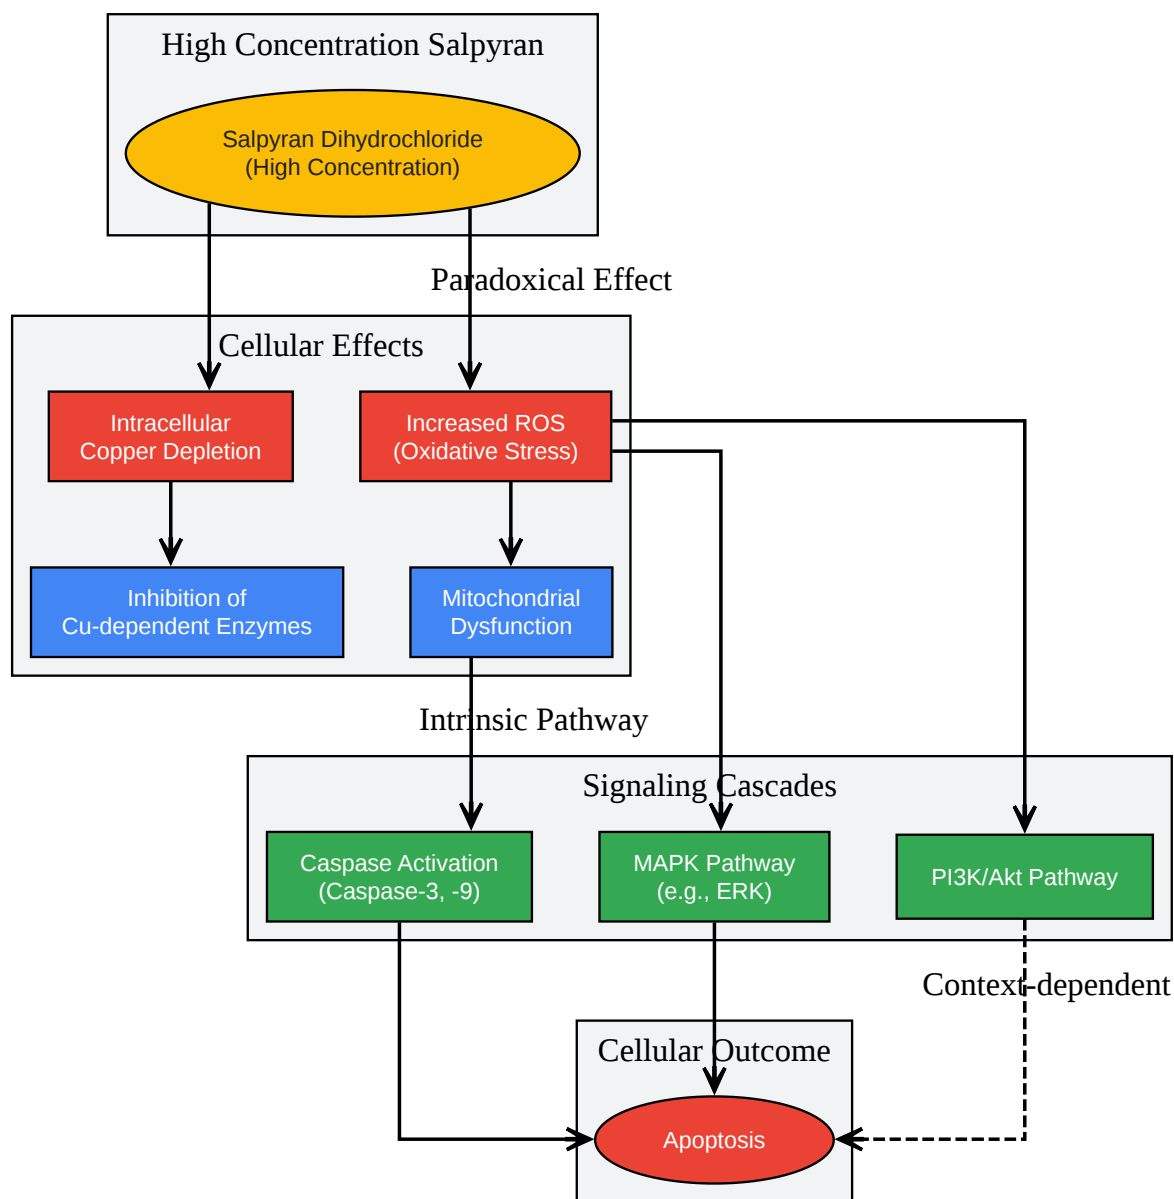 High Concentration Salpyran
Salpyran Dihydrochloride
(High Concentration)
Paradoxical Effect
Cellular Effects
Intracellular
Copper Depletion
Increased ROS
(Oxidative Stress)
Inhibition of
Cu-dependent Enzymes
Mitochondrial
Dysfunction
Intrinsic Pathway
Signaling Cascades
Caspase Activation
(Caspase-3, -9)
MAPK Pathway
(e.g., ERK)
PI3K/Akt Pathway
Context-dependent
Cellular Outcome
Apoptosis